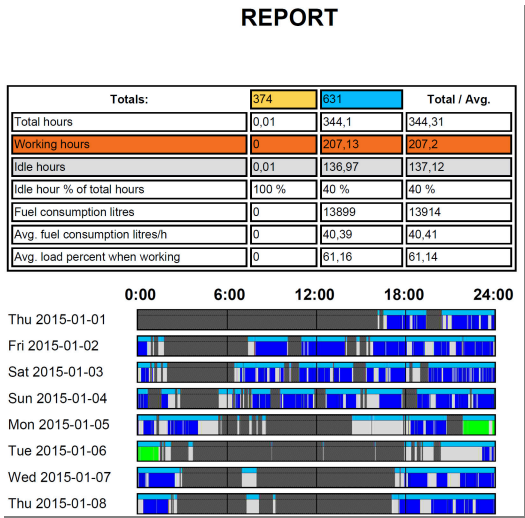 REPORT
Totals: 374 631 Total / Avg.
Total hours 0,01 344,1 344,31
Working hours 0 207,13 207,2
Idle hours 0,01 136,97 137,12
Idle hour % of total hours 100 % 40 % 40 %
Fuel consumption litres 0 13899 13914
Avg. fuel consumption litres/h 0 40,39 40,41
Avg. load percent when working 0 61,16 61,14
0:00 6:00 12:00 18:00 24:00
Thu 2015-01-01
Fri 2015-01-02
Sat 2015-01-03
Sun 2015-01-04
Mon 2015-01-05
Tue 2015-01-06
Wed 2015-01-07
Thu 2015-01-08